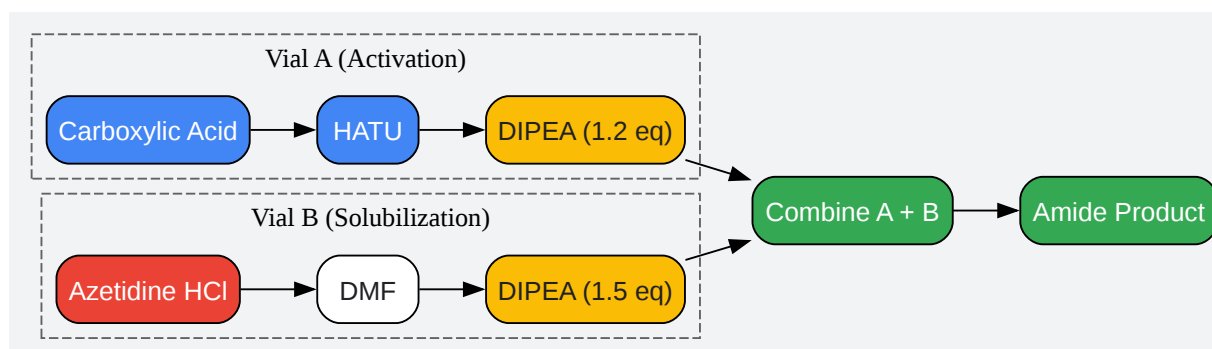 Vial A (Activation)
Carboxylic Acid
HATU
DIPEA (1.2 eq)
Vial B (Solubilization)
Azetidine HCl
DMF
DIPEA (1.5 eq)
Combine A + B
Amide Product